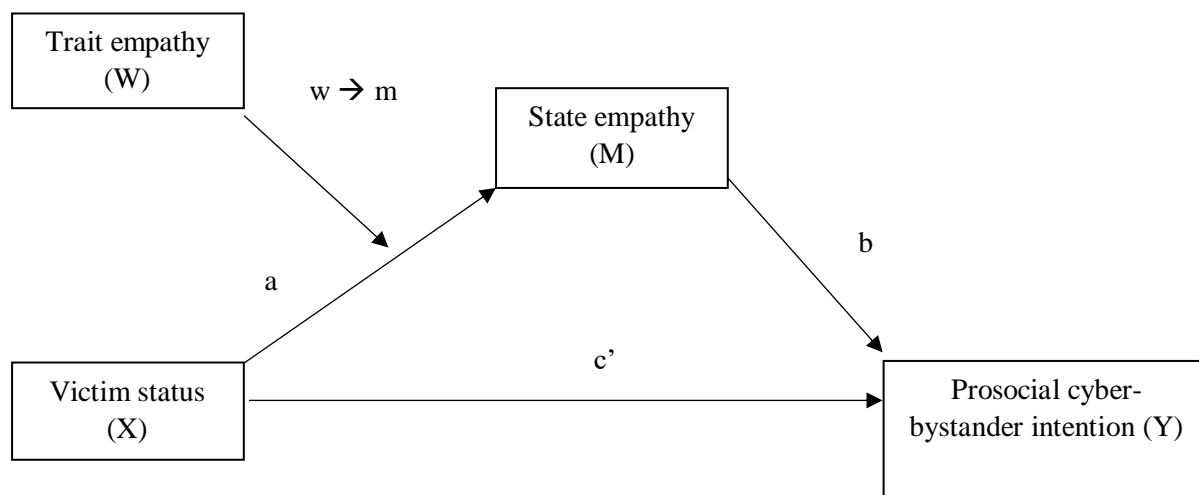 Trait empathy
(W)
w → m
State empathy
(M)
b
a
c’
Victim status
(X)
Prosocial cyber-
bystander intention (Y)